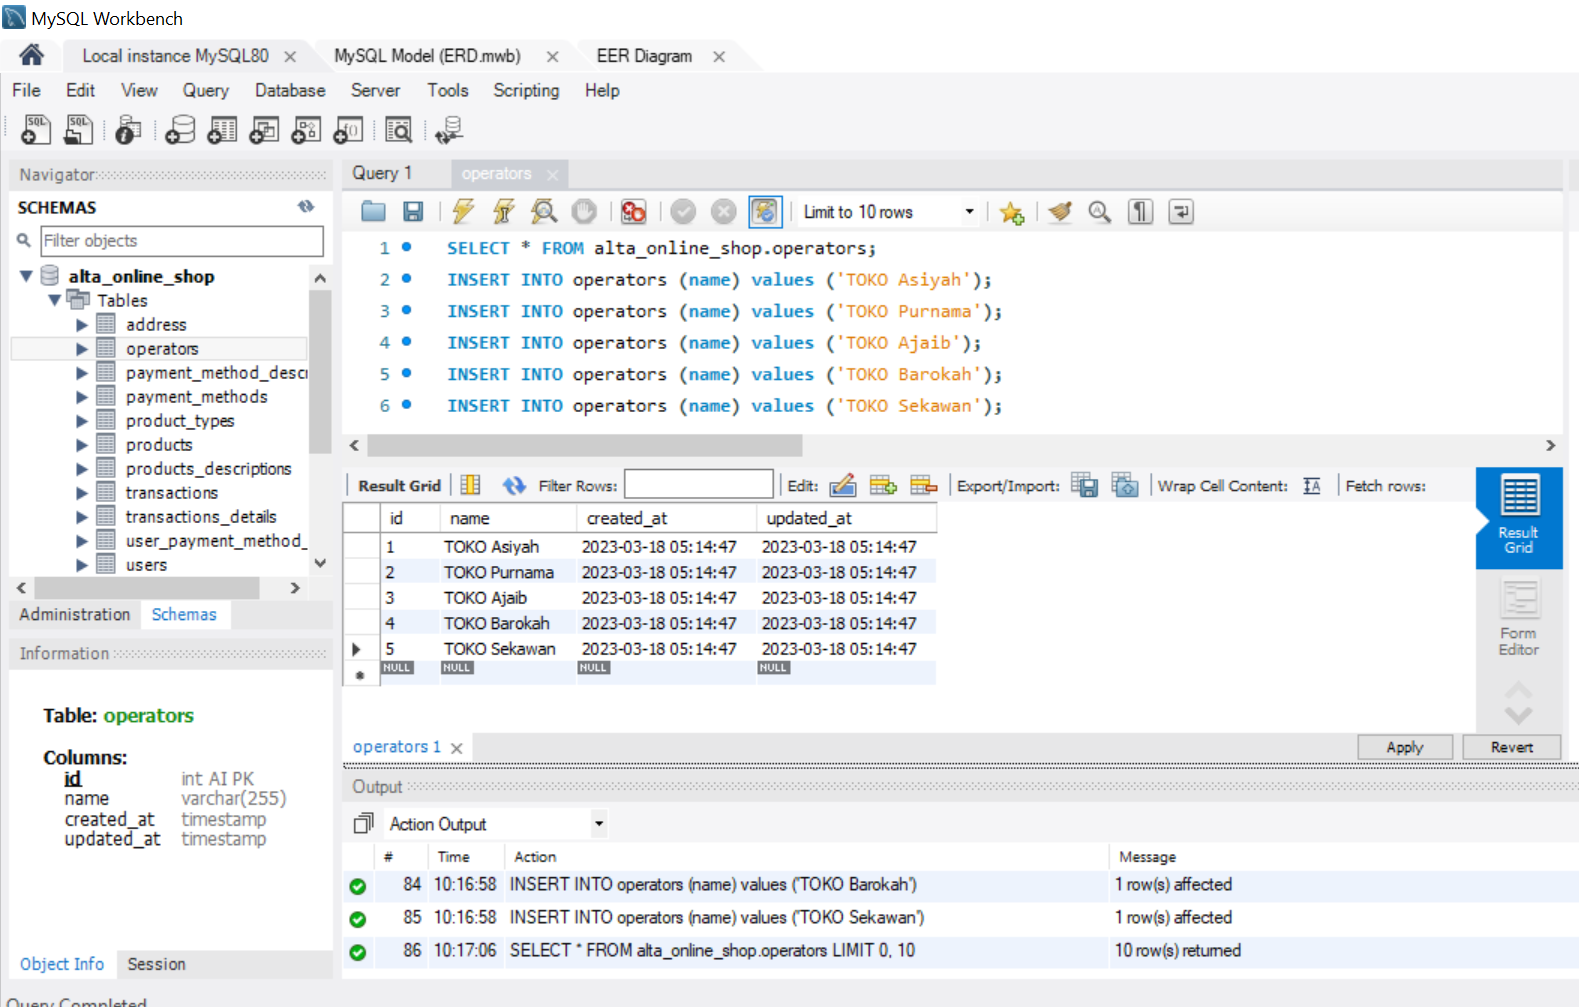 MySQL Workbench
Local instance MySQL80
MySQL Model (ERD.mwb)
EER Diagram
File Edit View Query Database Server Tools Scripting Help
Navigator
SCHEMAS
Filter objects
alta_online_shop
Tables
address
operators
payment_method_descr
payment_methods
product_types
products
products_descriptions
transactions
transactions_details
user_payment_method_
users
Administration Schemas
Information
Table: operators
Columns:
id int AI PK
name varchar(255)
created_at timestamp
updated_at timestamp
Object Info Session
Query Completed
Query 1 operators
Limit to 10 rows
1 SELECT * FROM alta_online_shop.operators;
2 INSERT INTO operators (name) values ('TOKO Asiyah');
3 INSERT INTO operators (name) values ('TOKO Purnama');
4 INSERT INTO operators (name) values ('TOKO Ajaib');
5 INSERT INTO operators (name) values ('TOKO Barokah');
6 INSERT INTO operators (name) values ('TOKO Sekawan');
Result Grid Filter Rows: Edit: Export/Import: Wrap Cell Content: IA Fetch rows:
id name created_at updated_at
1 TOKO Asiyah 2023-03-18 05:14:47 2023-03-18 05:14:47
2 TOKO Purnama 2023-03-18 05:14:47 2023-03-18 05:14:47
3 TOKO Ajaib 2023-03-18 05:14:47 2023-03-18 05:14:47
4 TOKO Barokah 2023-03-18 05:14:47 2023-03-18 05:14:47
5 TOKO Sekawan 2023-03-18 05:14:47 2023-03-18 05:14:47
NULL NULL NULL NULL
Result
Grid
Form
Editor
operators 1
Apply Revert
Output
Action Output
# Time Action Message
84 10:16:58 INSERT INTO operators (name) values ('TOKO Barokah') 1 row(s) affected
85 10:16:58 INSERT INTO operators (name) values ('TOKO Sekawan') 1 row(s) affected
86 10:17:06 SELECT * FROM alta_online_shop.operators LIMIT 0, 10 10 row(s) returned